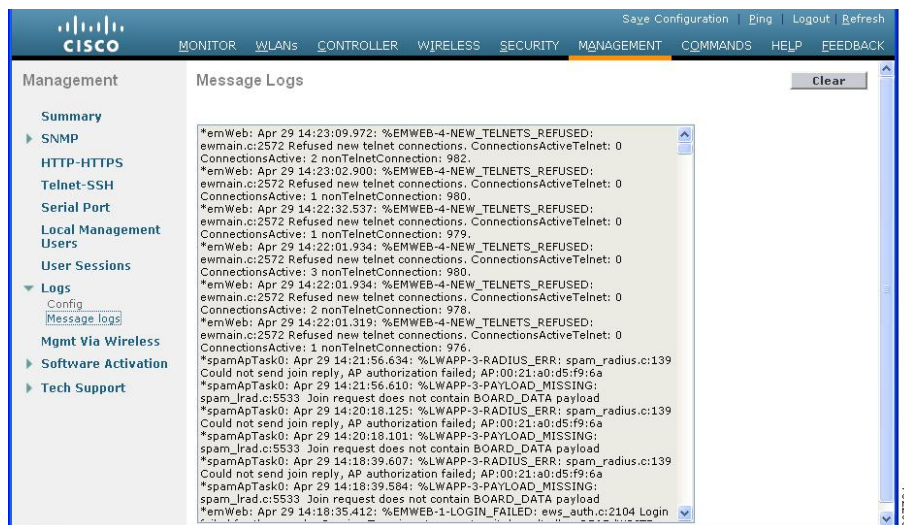 Save Configuration | Ping | Logout | Refresh
CISCO
MONITOR WLANs CONTROLLER WIRELESS SECURITY MANAGEMENT COMMANDS HELP FEEDBACK
Management
Summary
SNMP
HTTP-HTTPS
Telnet-SSH
Serial Port
Local Management
Users
User Sessions
Logs
Config
Message logs
Mgmt Via Wireless
Software Activation
Tech Support
Message Logs
Clear
*emWeb: Apr 29 14:23:09.972: %EMWEB-4-NEW_TELNETS_REFUSED:
ewmain.c:2572 Refused new telnet connections. ConnectionsActiveTelnet: 0
ConnectionsActive: 2 nonTelnetConnection: 982.
*emWeb: Apr 29 14:23:02.900: %EMWEB-4-NEW_TELNETS_REFUSED:
ewmain.c:2572 Refused new telnet connections. ConnectionsActiveTelnet: 0
ConnectionsActive: 1 nonTelnetConnection: 980.
*emWeb: Apr 29 14:22:32.537: %EMWEB-4-NEW_TELNETS_REFUSED:
ewmain.c:2572 Refused new telnet connections. ConnectionsActiveTelnet: 0
ConnectionsActive: 1 nonTelnetConnection: 979.
*emWeb: Apr 29 14:22:01.934: %EMWEB-4-NEW_TELNETS_REFUSED:
ewmain.c:2572 Refused new telnet connections. ConnectionsActiveTelnet: 0
ConnectionsActive: 3 nonTelnetConnection: 980.
*emWeb: Apr 29 14:22:01.934: %EMWEB-4-NEW_TELNETS_REFUSED:
ewmain.c:2572 Refused new telnet connections. ConnectionsActiveTelnet: 0
ConnectionsActive: 2 nonTelnetConnection: 978.
*emWeb: Apr 29 14:22:01.319: %EMWEB-4-NEW_TELNETS_REFUSED:
ewmain.c:2572 Refused new telnet connections. ConnectionsActiveTelnet: 0
ConnectionsActive: 1 nonTelnetConnection: 976.
*spamApTask0: Apr 29 14:21:56.634: %LWAPP-3-RADIUS_ERR: spam_radius.c:139
Could not send join reply, AP authorization failed; AP:00:21:a0:d5:f9:6a
*spamApTask0: Apr 29 14:21:56.610: %LWAPP-3-PAYLOAD_MISSING:
spam_lrad.c:5533 Join request does not contain BOARD_DATA payload
*spamApTask0: Apr 29 14:20:18.125: %LWAPP-3-RADIUS_ERR: spam_radius.c:139
Could not send join reply, AP authorization failed; AP:00:21:a0:d5:f9:6a
*spamApTask0: Apr 29 14:20:18.101: %LWAPP-3-PAYLOAD_MISSING:
spam_lrad.c:5533 Join request does not contain BOARD_DATA payload
*spamApTask0: Apr 29 14:18:39.607: %LWAPP-3-RADIUS_ERR: spam_radius.c:139
Could not send join reply, AP authorization failed; AP:00:21:a0:d5:f9:6a
*spamApTask0: Apr 29 14:18:39.584: %LWAPP-3-PAYLOAD_MISSING:
spam_lrad.c:5533 Join request does not contain BOARD_DATA payload
*emWeb: Apr 29 14:18:35.412: %EMWEB-1-LOGIN_FAILED: ews_auth.c:2104 Login